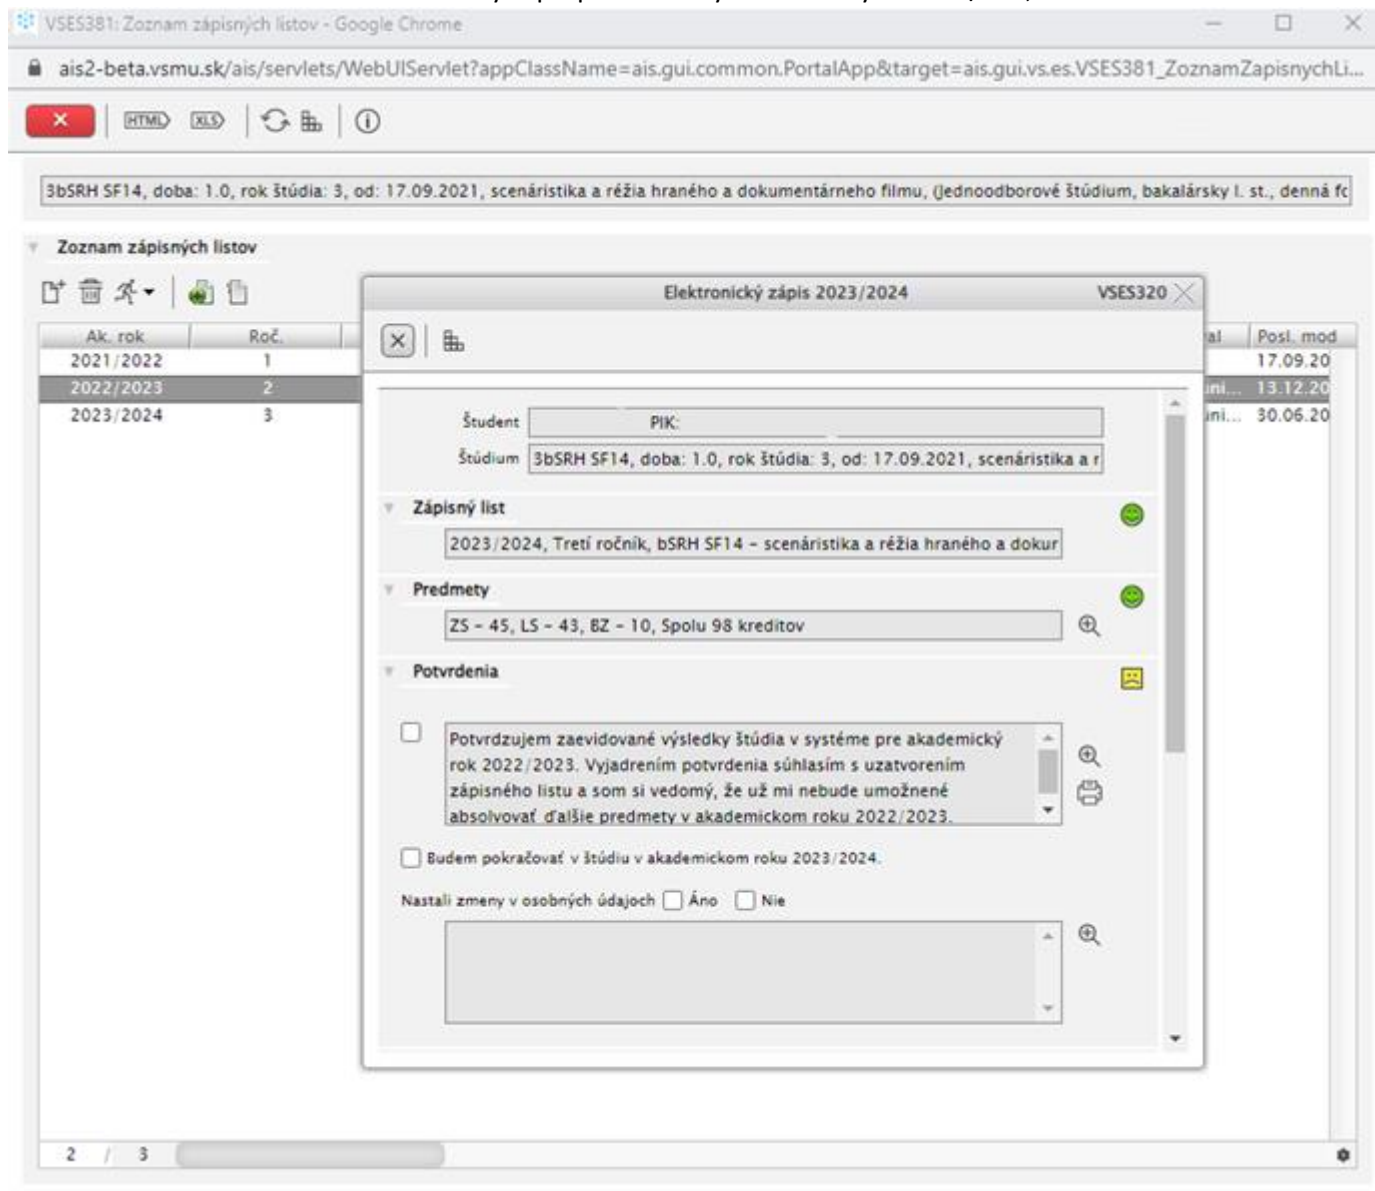 VSES381: Zoznam zápisných listov - Google Chrome
ais2-beta.vsmu.sk/ais/servlets/WebUIServlet?appClassName=ais.gui.common.PortalApp&target=ais.gui.vs.es.VSES381_ZoznamZapisnychLi...
HTML XLS
3bSRH SF14, doba: 1.0, rok štúdia: 3, od: 17.09.2021, scenáristika a réžia hraného a dokumentárneho filmu, (Jednoodborové štúdium, bakalársky I. st., denná fc
Zoznam zápisných listov
Elektronický zápis 2023/2024 VSES320
Ak. rok Roč. al Posl. mod
2021/2022 1 17.09.20
2022/2023 2 ini... 13.12.20
2023/2024 3 ini... 30.06.20
Študent PIK:
Štúdium 3bSRH SF14, doba: 1.0, rok štúdia: 3, od: 17.09.2021, scenáristika a r
Zápisný list
2023/2024, Tretí ročník, bSRH SF14 – scenáristika a réžia hraného a dokur
Predmety
ZS – 45, LS – 43, BZ – 10, Spolu 98 kreditov
Potvrdenia
Potvrdzujem zaevidované výsledky štúdia v systéme pre akademický
rok 2022/2023. Vyjadrením potvrdenia súhlasím s uzatvorením
zápisného listu a som si vedomý, že už mi nebude umožnené
absolvovať ďalšie predmety v akademickom roku 2022/2023.
Budem pokračovať v štúdiu v akademickom roku 2023/2024.
Nastali zmeny v osobných údajoch Áno Nie
2 / 3